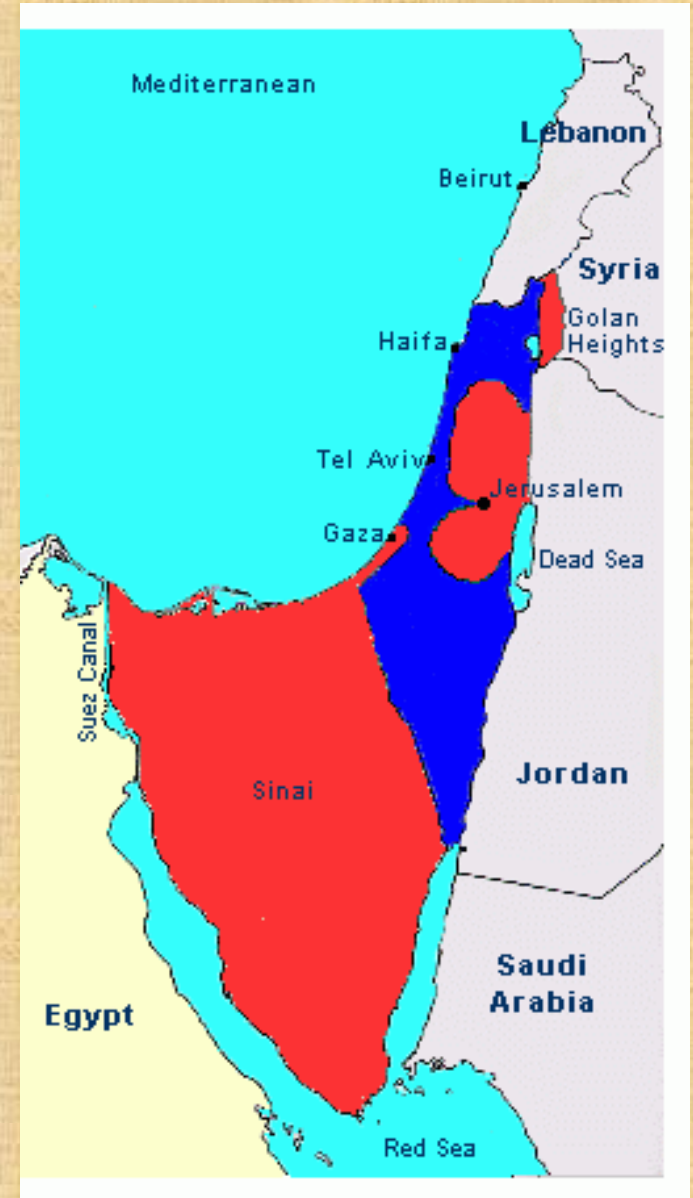 Mediterranean
Lebanon
Beirut
Syria
Golan
Heights
Haifa
Tel Aviv
Jerusalem
Gaza
Dead Sea
Suez Canal
Jordan
Sinai
Saudi
Arabia
Egypt
Red Sea